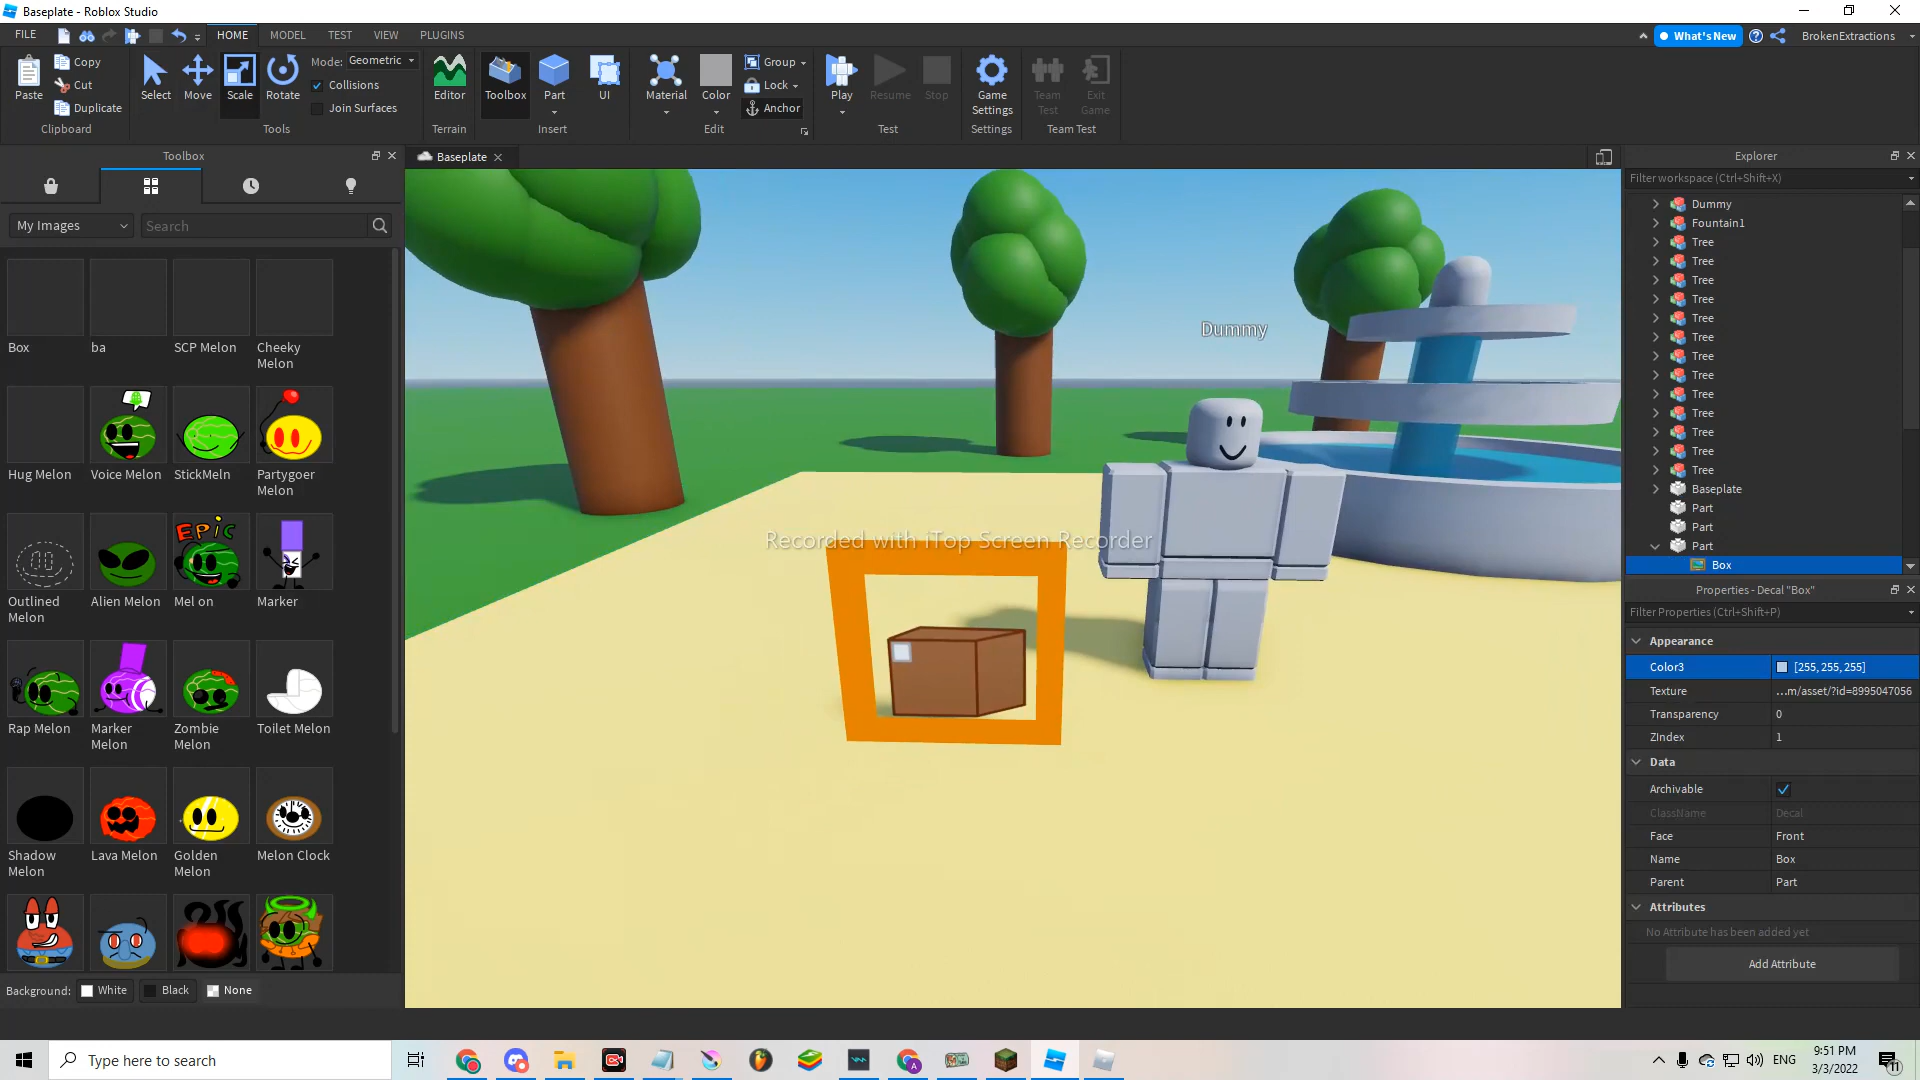 Baseplate - Roblox Studio
FILE HOME MODEL TEST VIEW PLUGINS What's New BrokenExtractions
Paste Copy Cut Duplicate Clipboard
Select Move Scale Rotate Mode: Geometric Collisions Join Surfaces Tools
Editor Terrain
Toolbox Part UI Insert
Material Color Group Lock Anchor Edit
Play Resume Stop Test
Game Settings Settings
Team Test Exit Game Team Test
Toolbox
My Images Search
Box ba SCP Melon Cheeky Melon
Hug Melon Voice Melon StickMeln Partygoer Melon
EPiC
Outlined Melon Alien Melon Mel on Marker
Rap Melon Marker Melon Zombie Melon Toilet Melon
Shadow Melon Lava Melon Golden Melon Melon Clock
Background: White Black None
Baseplate
Dummy
Recorded with iTop Screen Recorder
Explorer
Filter workspace (Ctrl+Shift+X)
Dummy
Fountain1
Tree
Tree
Tree
Tree
Tree
Tree
Tree
Tree
Tree
Tree
Tree
Tree
Tree
Baseplate
Part
Part
Part
Box
Properties - Decal "Box"
Filter Properties (Ctrl+Shift+P)
Appearance
Color3 [255, 255, 255]
Texture ...m/asset/?id=8995047056
Transparency 0
ZIndex 1
Data
Archivable
ClassName Decal
Face Front
Name Box
Parent Part
Attributes
No Attribute has been added yet
Add Attribute
Type here to search
ENG
9:51 PM
3/3/2022
11